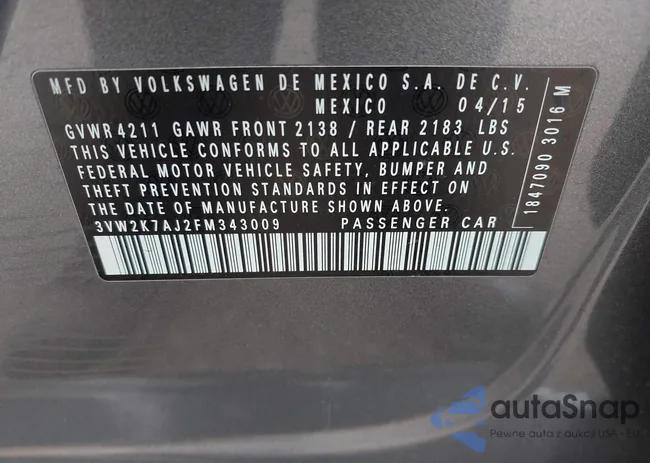 MFD BY VOLKSWAGEN DE MEXICO S.A. DE C.V.
MEXICO 04/15
GVWR 4211 GAWR FRONT 2138 / REAR 2183 LBS
THIS VEHICLE CONFORMS TO ALL APPLICABLE U.S.
FEDERAL MOTOR VEHICLE SAFETY, BUMPER AND
THEFT PREVENTION STANDARDS IN EFFECT ON
THE DATE OF MANUFACTURE SHOWN ABOVE.
3VW2K7AJ2FM343009 PASSENGER CAR
1847090 3016 M
autaSnap
Pewne auta z aukcji USA - EU